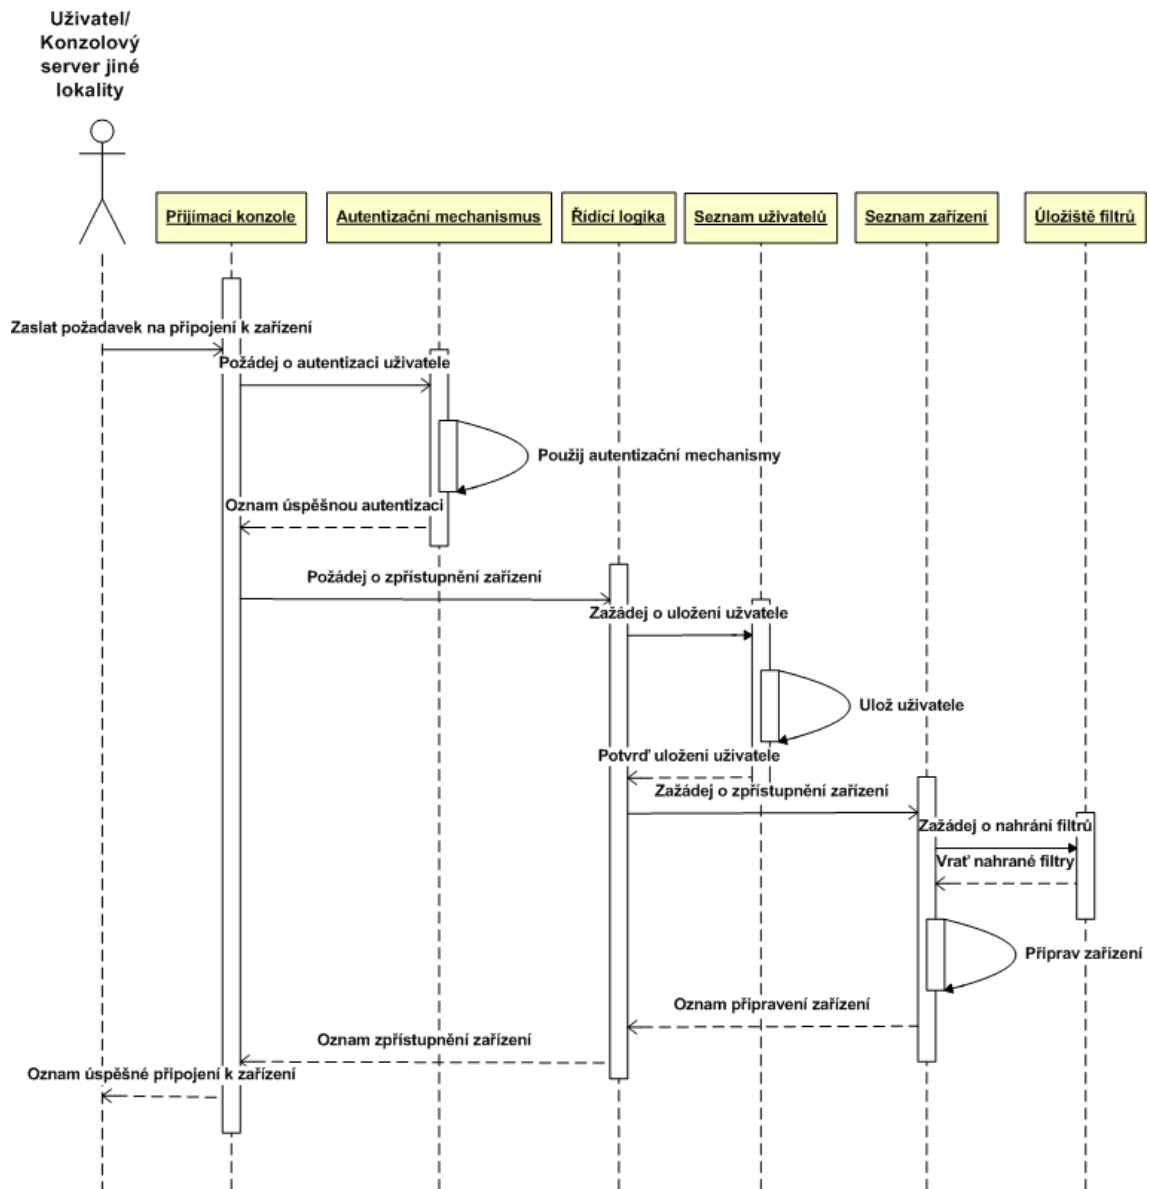 Uživatel/
Konzolový
server jiné
lokality
Přijímací konzole
Autentizační mechanismus
Řídící logika
Seznam uživatelů
Seznam zařízení
Úložiště filtrů
Zaslat požadavek na připojení k zařízení
Požádej o autentizaci uživatele
Použij autentizační mechanismy
Oznam úspěšnou autentizaci
Požádej o zpřístupnění zařízení
Zažádej o uložení užvatele
Ulož uživatele
Potvrď uložení uživatele
Zažádej o zpřístupnění zařízení
Zažádej o nahrání filtrů
Vrať nahrané filtry
Připrav zařízení
Oznam připravení zařízení
Oznam zpřístupnění zařízení
Oznam úspěšné připojení k zařízení